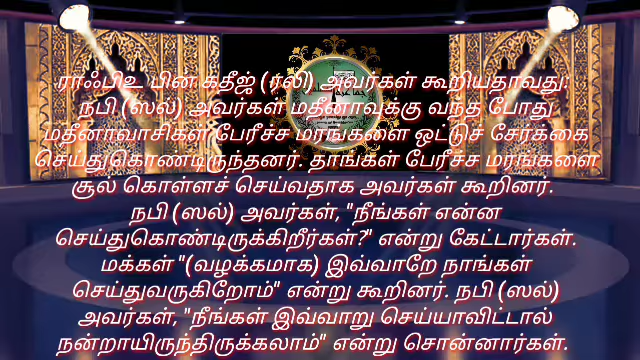 ராஃபிஉ பின் கதீஜ் (ரலி) அவர்கள் கூறியதாவது:
நபி (ஸல்) அவர்கள் மதீனாவுக்கு வந்த போது
மதீனாவாசிகள் பேரீச்ச மரங்களை ஒட்டுச் சேர்க்கை
செய்துகொண்டிருந்தனர். தாங்கள் பேரீச்ச மரங்களை
சூல் கொள்ளச் செய்வதாக அவர்கள் கூறினர்.
நபி (ஸல்) அவர்கள், "நீங்கள் என்ன
செய்துகொண்டிருக்கிறீர்கள்?" என்று கேட்டார்கள்.
மக்கள் "(வழக்கமாக) இவ்வாறே நாங்கள்
செய்துவருகிறோம்" என்று கூறினர். நபி (ஸல்)
அவர்கள், "நீங்கள் இவ்வாறு செய்யாவிட்டால்
நன்றாயிருந்திருக்கலாம்" என்று சொன்னார்கள்.